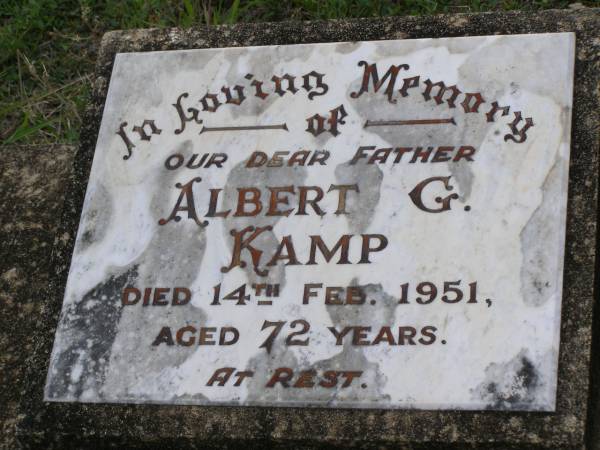 In Loving Memory
of
OUR DEAR FATHER
ALBERT G.
KAMP
DIED 14TH FEB. 1951,
AGED 72 YEARS.
AT REST.